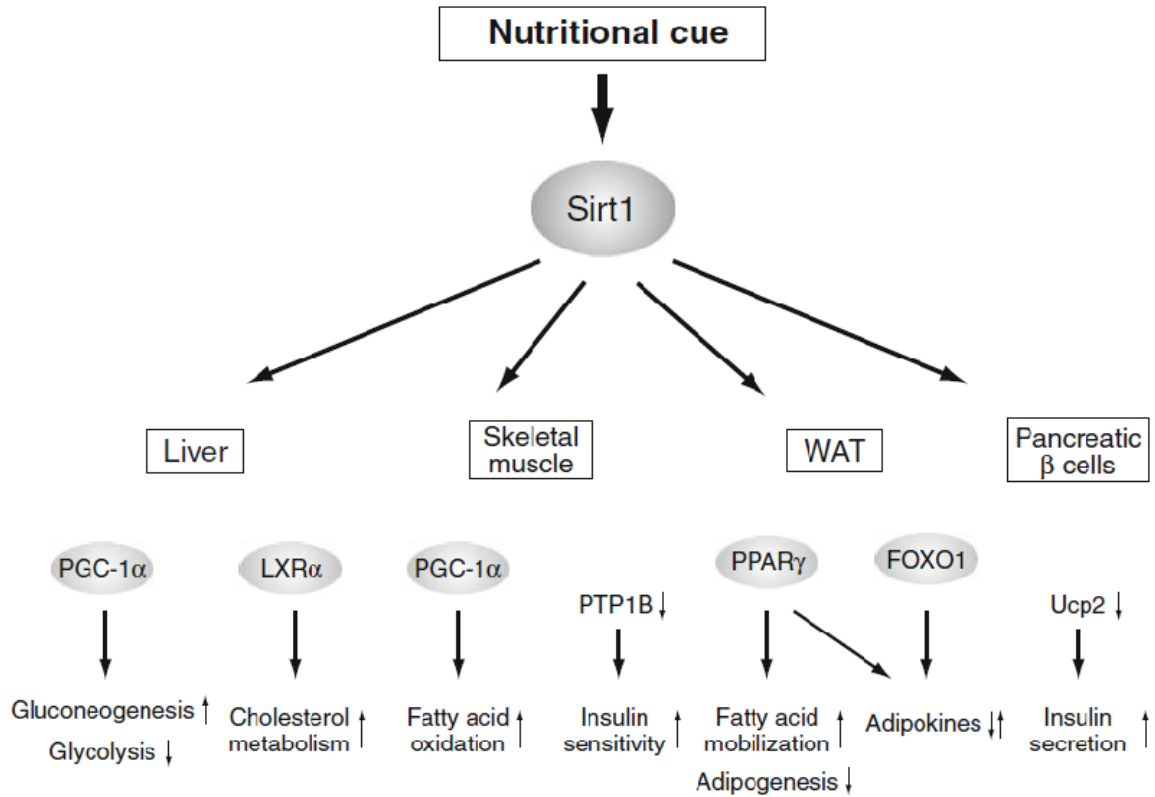 Nutritional cue
Sirt1
Liver
Skeletal
muscle
WAT
Pancreatic
β cells
PGC-1α
LXRα
PGC-1α
PTP1B ↓
PPARγ
FOXO1
Ucp2 ↓
Gluconeogenesis ↑
Glycolysis ↓
Cholesterol
metabolism ↑
Fatty acid
oxidation ↑
Insulin
sensitivity ↑
Fatty acid
mobilization ↑
Adipogenesis ↓
Adipokines ↓↑
Insulin
secretion ↑